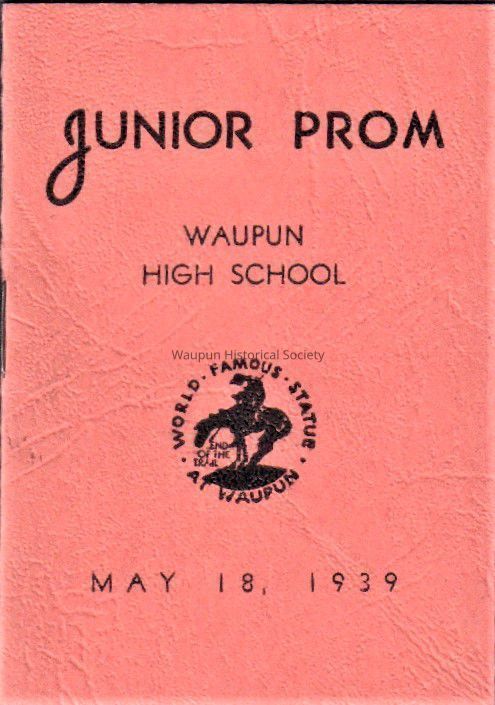 JUNIOR PROM
WAUPUN
HIGH SCHOOL
Waupun Historical Society
WORLD · FAMOUS · STATUE
END
OF THE
TRAIL
· AT WAUPUN ·
MAY 18, 1939